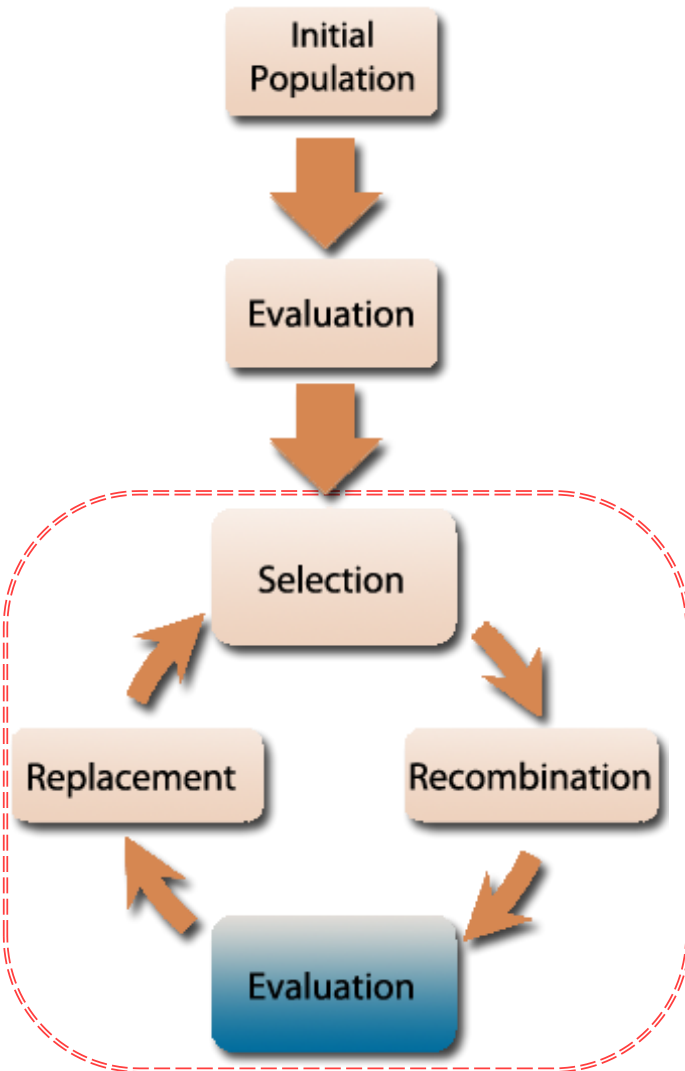 Initial
Population
Evaluation
Selection
Replacement
Recombination
Evaluation